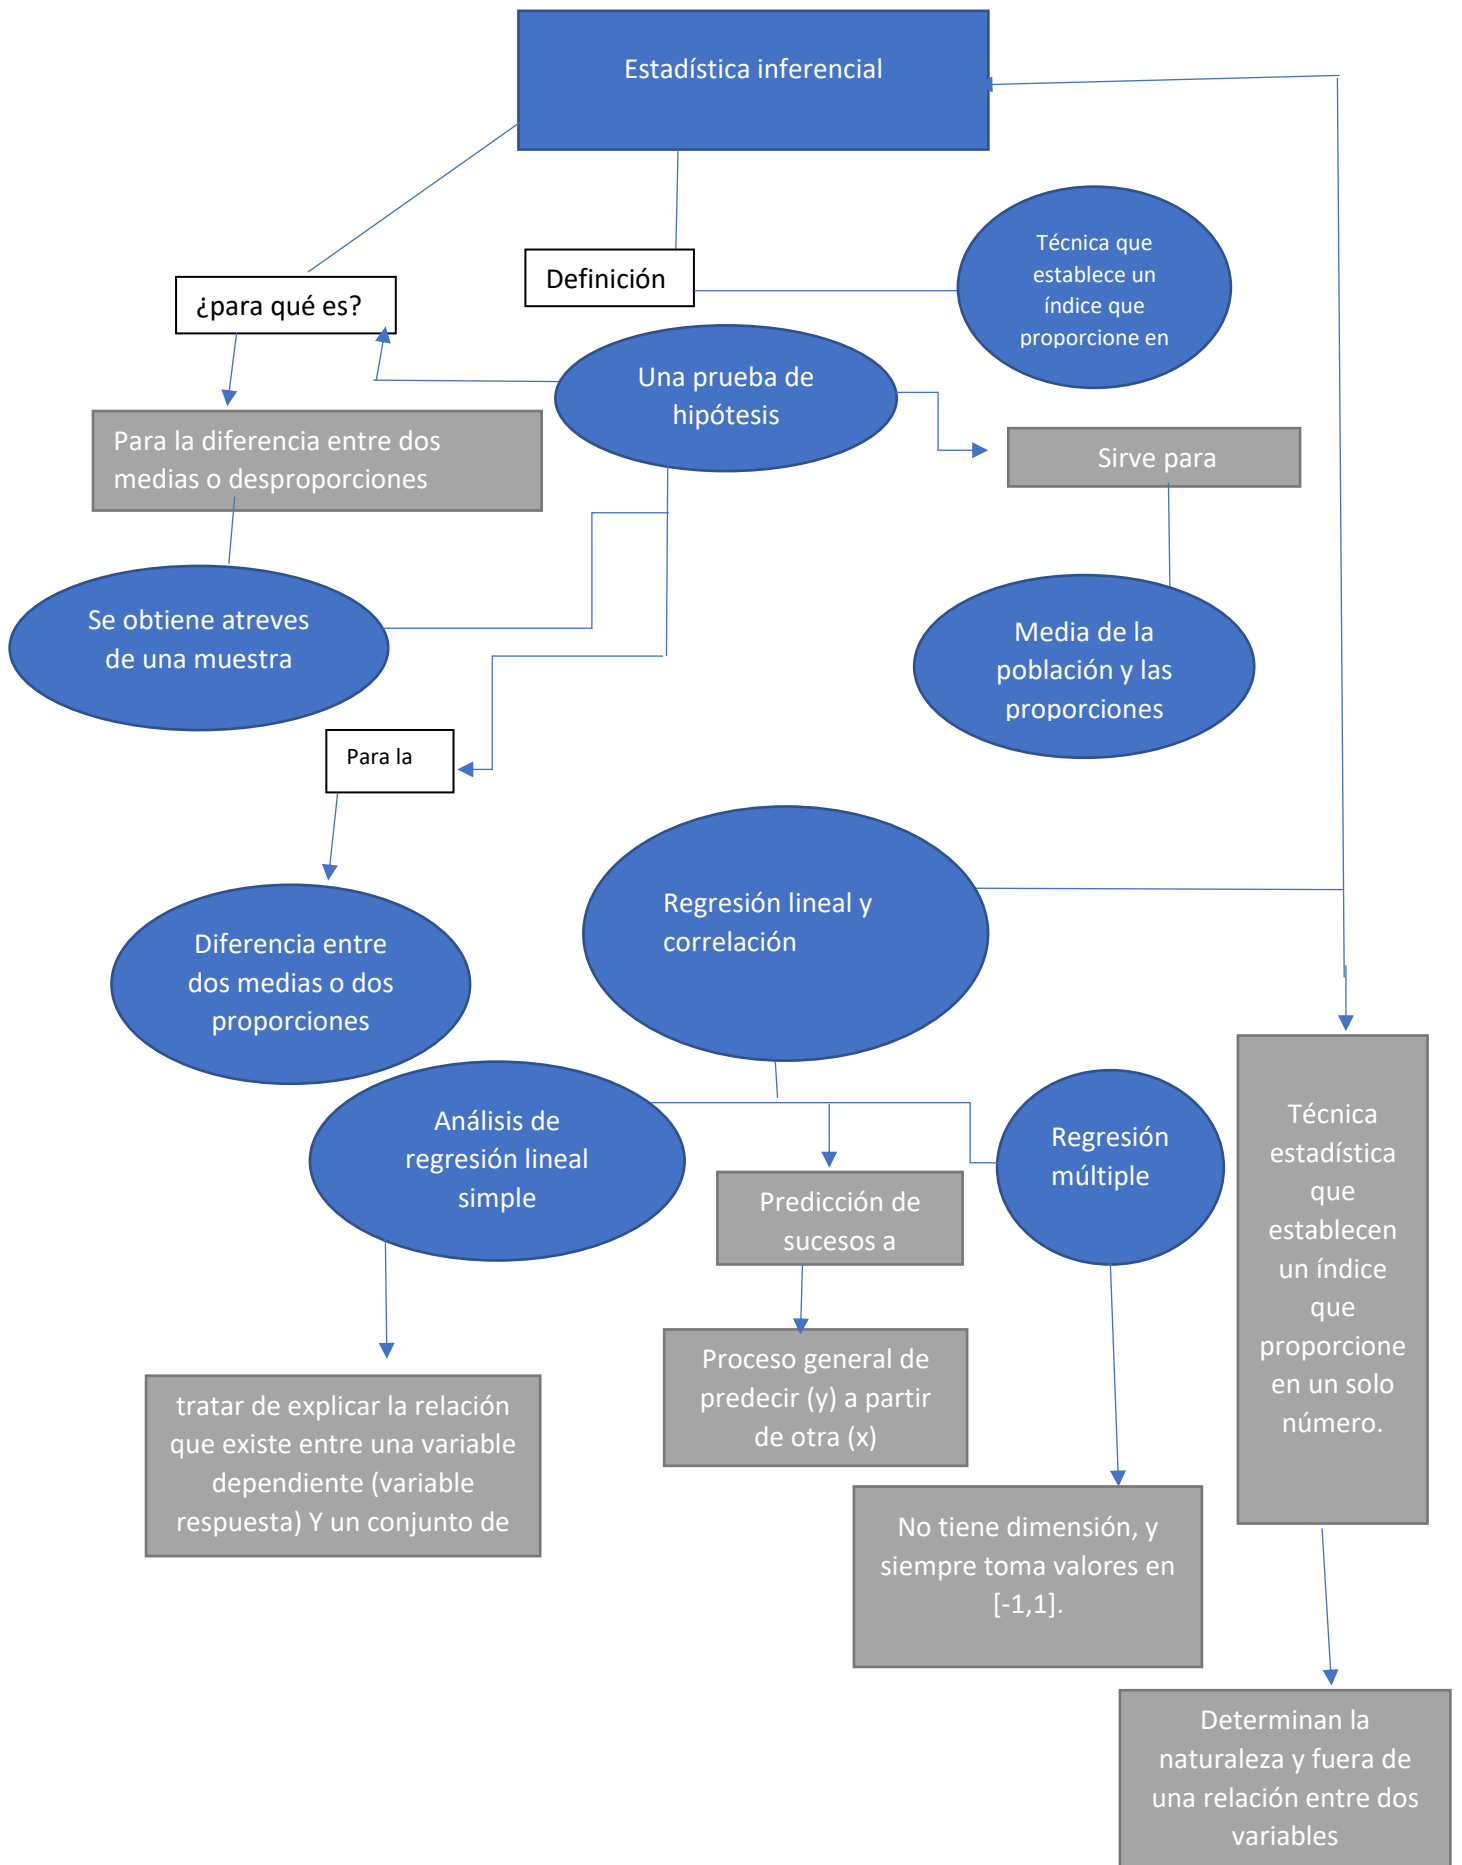 Estadística inferencial
Técnica que
establece un
índice que
proporcione en
Definición
¿para qué es?
Una prueba de
hipótesis
Para la diferencia entre dos
medias o desproporciones
Sirve para
Se obtiene atreves
de una muestra
Media de la
población y las
proporciones
Para la
Regresión lineal y
correlación
Diferencia entre
dos medias o dos
proporciones
Análisis de
regresión lineal
simple
Regresión
múltiple
Técnica
estadística
que
establecen
un índice
que
proporcione
en un solo
número.
Predicción de
sucesos a
Proceso general de
predecir (y) a partir
de otra (x)
tratar de explicar la relación
que existe entre una variable
dependiente (variable
respuesta) Y un conjunto de
No tiene dimensión, y
siempre toma valores en
[-1,1].
Determinan la
naturaleza y fuera de
una relación entre dos
variables